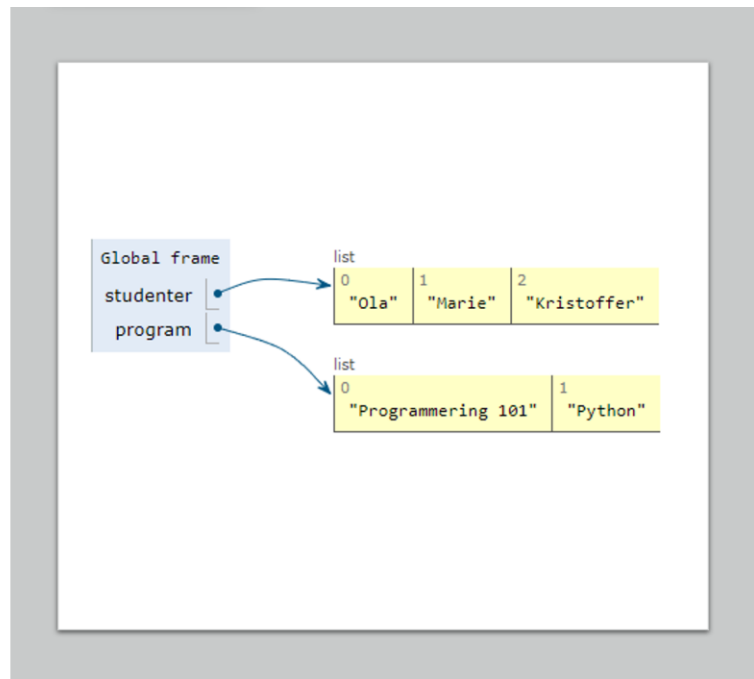 Global frame
studenter
program
list
0 1 2
"Ola" "Marie" "Kristoffer"
list
0 1
"Programmering 101" "Python"